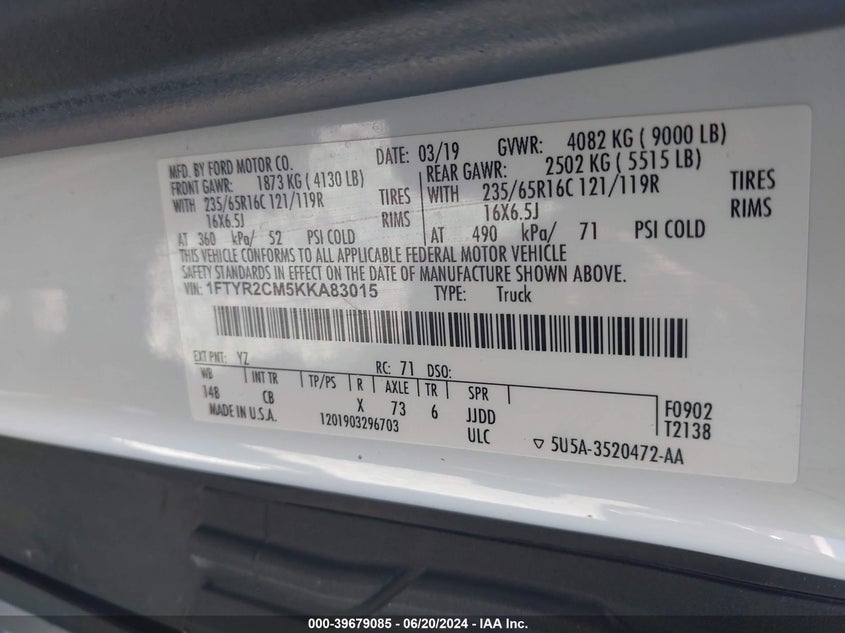 MFD. BY FORD MOTOR CO. DATE: 03/19 GVWR: 4082 KG ( 9000 LB)
FRONT GAWR: 1873 KG ( 4130 LB) REAR GAWR: 2502 KG ( 5515 LB)
WITH 235/65R16C 121/119R TIRES WITH 235/65R16C 121/119R TIRES
16X6.5J RIMS 16X6.5J RIMS
AT 360 kPa/ 52 PSI COLD AT 490 kPa/ 71 PSI COLD
THIS VEHICLE CONFORMS TO ALL APPLICABLE FEDERAL MOTOR VEHICLE
SAFETY STANDARDS IN EFFECT ON THE DATE OF MANUFACTURE SHOWN ABOVE.
VIN: 1FTYR2CM5KKA83015 TYPE: Truck
EXT PNT: YZ RC: 71 DSO:
WB INT TR TP/PS R AXLE TR SPR
148 CB X 73 6 JJDD F0902
MADE IN U.S.A. 1201903296703 ULC T2138
▽ 5U5A-3520472-AA
000-39679085 - 06/20/2024 - IAA Inc.